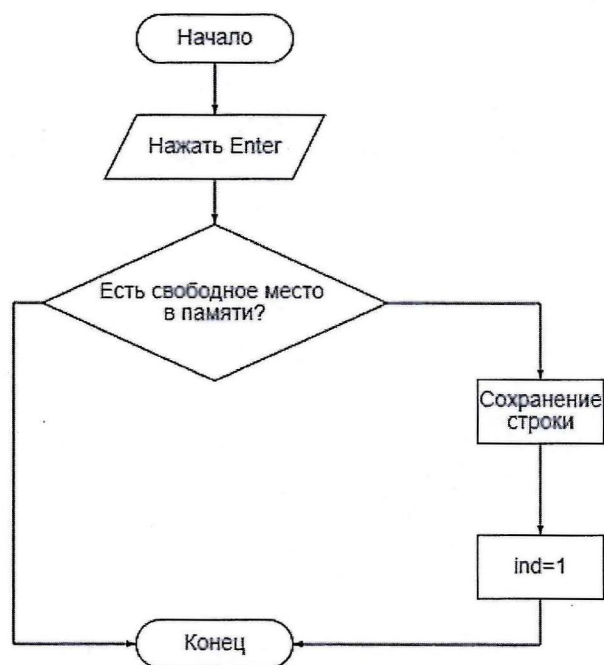 Начало
Нажать Enter
Есть свободное место
в памяти?
Сохранение
строки
ind=1
Конец